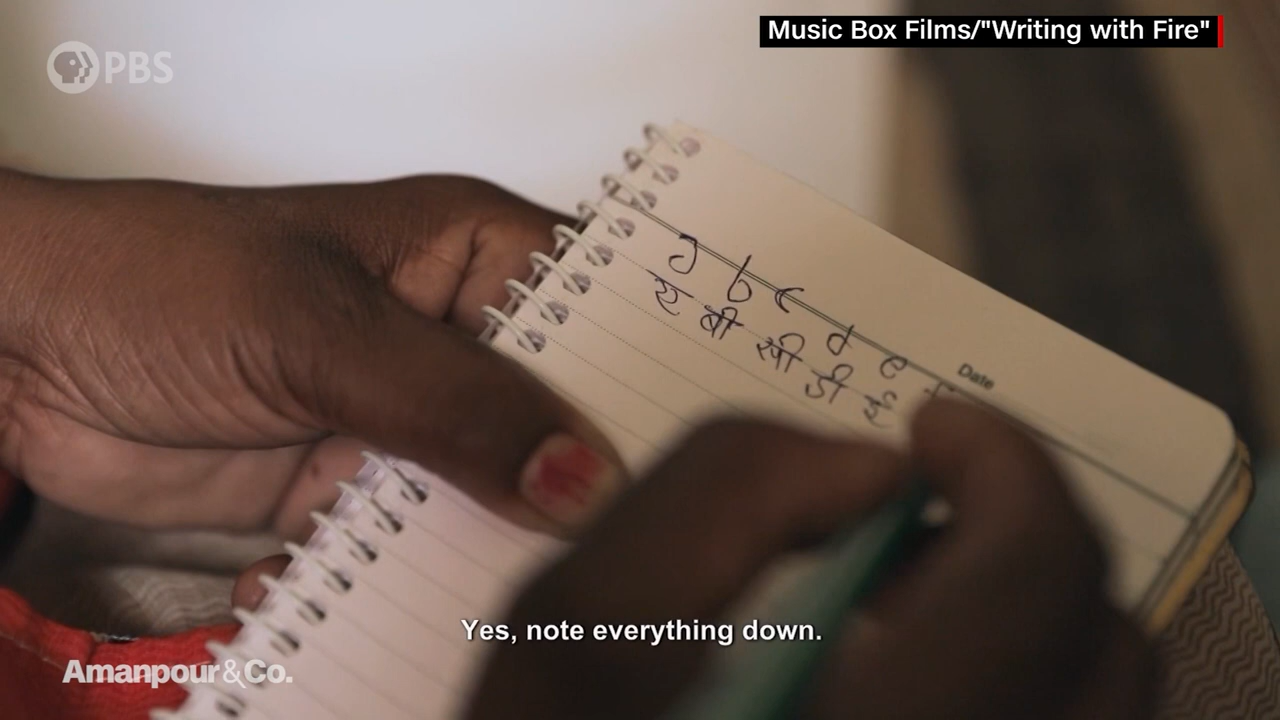 PBS
Music Box Films/"Writing with Fire"
Date
a b c d e
ए बी सी डी ई
Yes, note everything down.
Amanpour&Co.